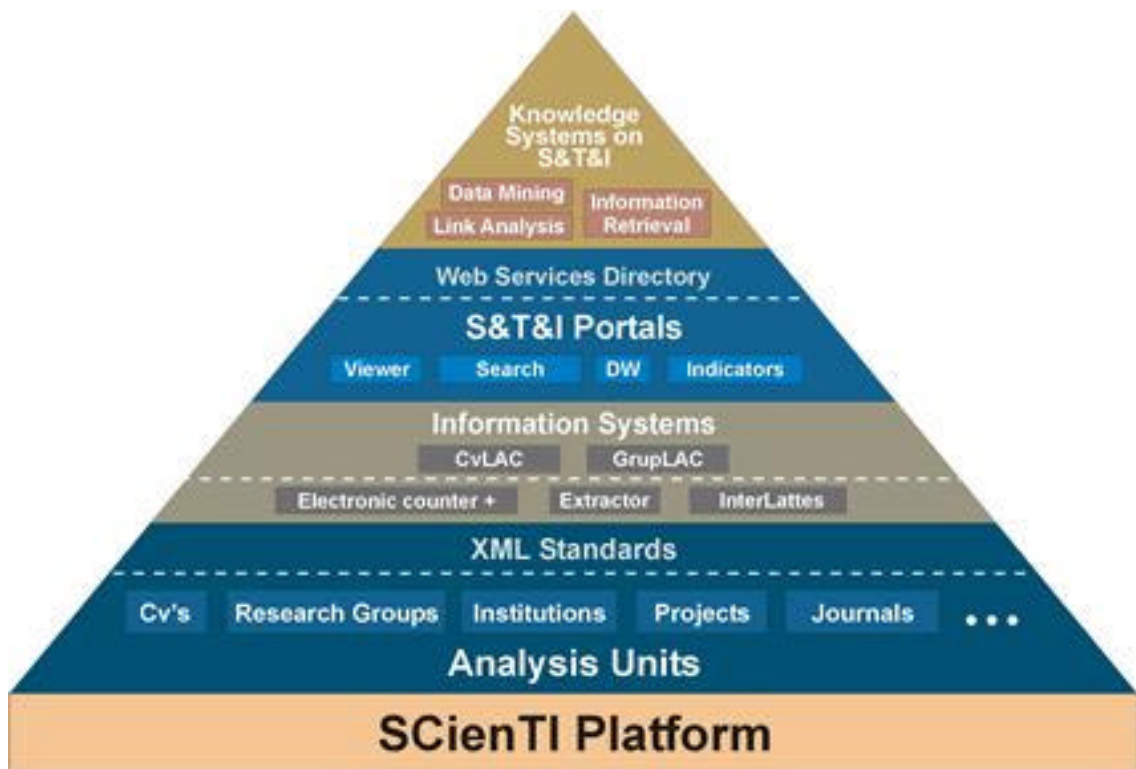 Knowledge
Systems on
S&T&I
Data Mining
Information
Link Analysis
Retrieval
Web Services Directory
S&T&I Portals
Viewer Search DW Indicators
Information Systems
CvLAC GrupLAC
Electronic counter + Extractor InterLattes
XML Standards
Cv's Research Groups Institutions Projects Journals ...
Analysis Units
SCienTI Platform